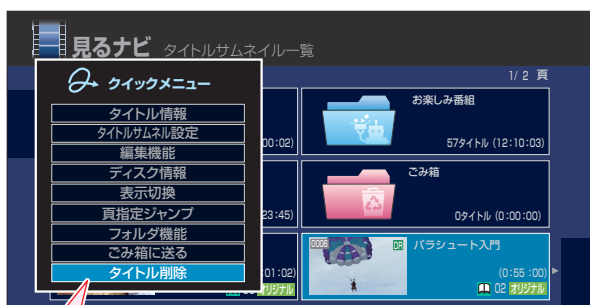 見るナビ タイトルサムネイル一覧
1/ 2 頁
クイックメニュー
タイトル情報
タイトルサムネル設定
編集機能
ディスク情報
表示切換
頁指定ジャンプ
フォルダ機能
ごみ箱に送る
タイトル削除
00:02)
お楽しみ番組
57タイトル (12:10:03)
23:45)
ごみ箱
0タイトル (0:00:00)
:01:02)
オリジナル
0006
DR
パラシュート入門
(0:55:00)
02 オリジナル